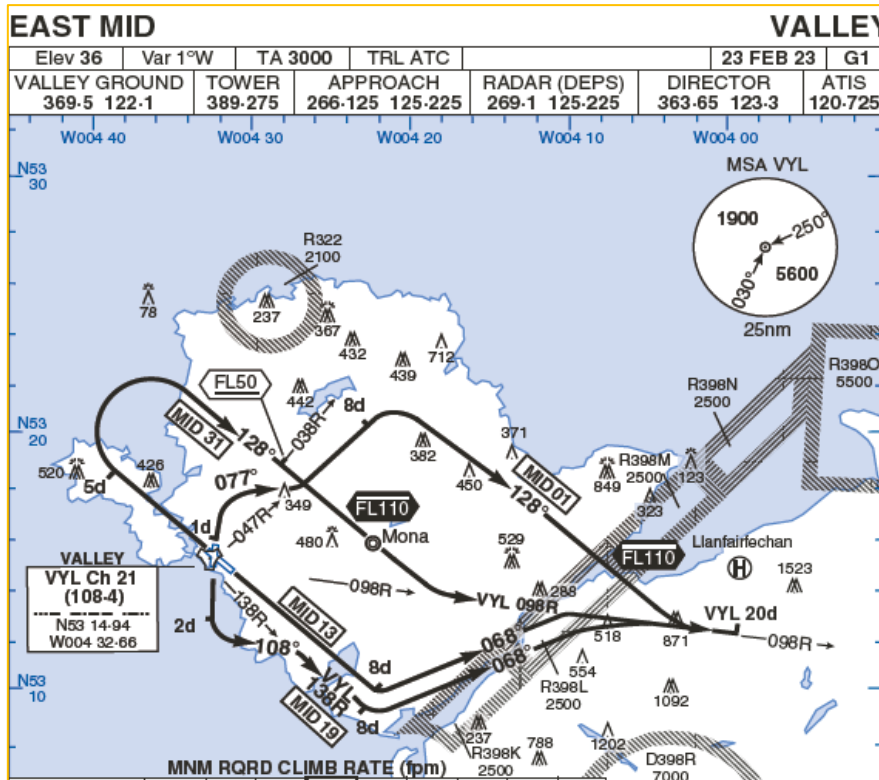 EAST MID
VALLEY
Elev 36
Var 1°W
TA 3000
TRL ATC
23 FEB 23
G1
VALLEY GROUND
369·5 122·1
TOWER
389·275
APPROACH
266·125 125·225
RADAR (DEPS)
269·1 125·225
DIRECTOR
363·65 123·3
ATIS
120·725
W004 40
W004 30
W004 20
W004 10
W004 00
N53
30
MSA VYL
1900
250°
5600
030°
25nm
R322
2100
237
78
367
432
439
712
442
R398N
2500
R398O
5500
FL50
038R
8d
MID 31
128°
N53
20
382
371
450
MID01
128°
849
R398M
2500
123
323
520
426
5d
077°
349
047R
1d
FL110
480
Mona
529
FL110
Llanfairfechan
H
1523
VALLEY
VYL Ch 21
(108·4)
N53 14·94
W004 32·66
138R
098R
VYL 098R
288
MID13
2d
108°
068°
068°
518
871
VYL 20d
098R
8d
VYL
138R
MID19
8d
554
R398L
2500
1092
N53
10
237
R398K
2500
788
1202
D398R
7000
MNM RQRD CLIMB RATE (fpm)